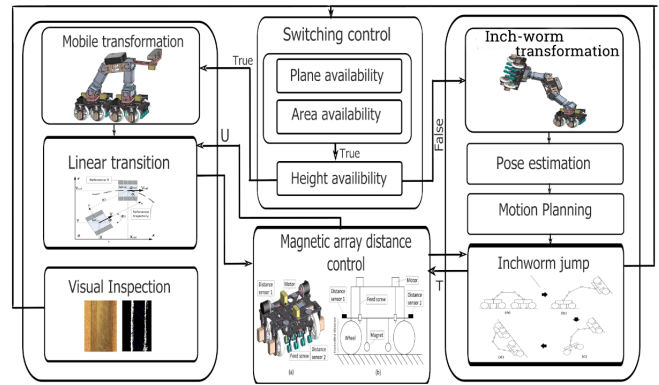 Mobile transformation
Switching control
Inch-worm
transformation
True
Plane availability
Area availability
True
False
U
Height availibility
Linear transition
Pose estimation
Motion Planning
Magnetic array distance
control
Inchworm jump
T
Visual Inspection
Distance
sensor 1
Motor
Distance
sensor 1
Motor
Distance
sensor 2
Feed screw
Wheel
Magnet
Feed screw
Distance
sensor 2
(a)
(b)